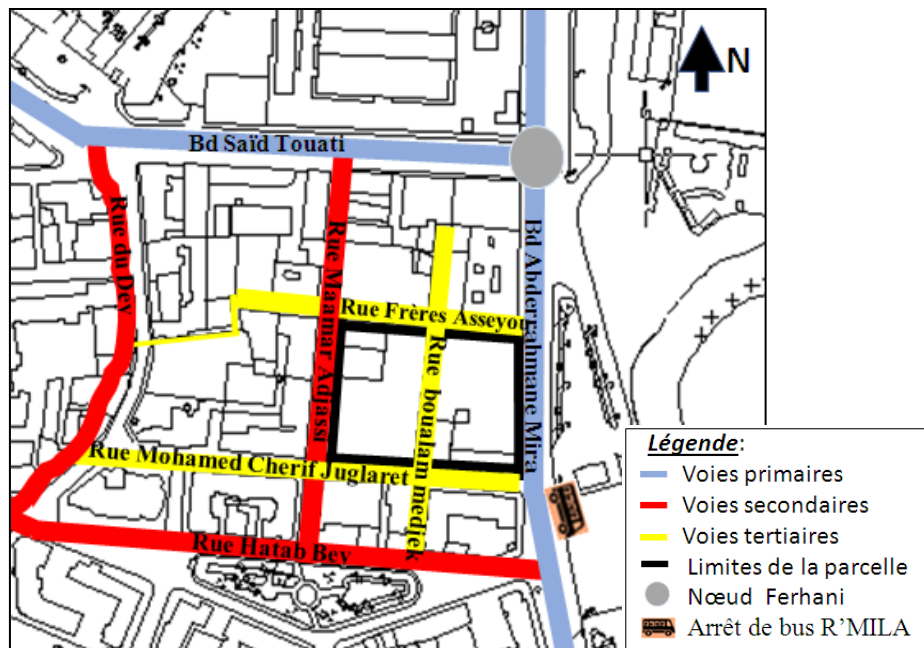 N
Bd Saïd Touati
Rue du Dey
Rue Maamar Adjassi
Bd Abderrahmane Mira
Rue Frères Asseyou
Rue boualam medjek
Rue Mohamed Cherif Juglaret
Rue Hatab Bey
Légende:
Voies primaires
Voies secondaires
Voies tertiaires
Limites de la parcelle
Nœud Ferhani
Arrêt de bus R’MILA